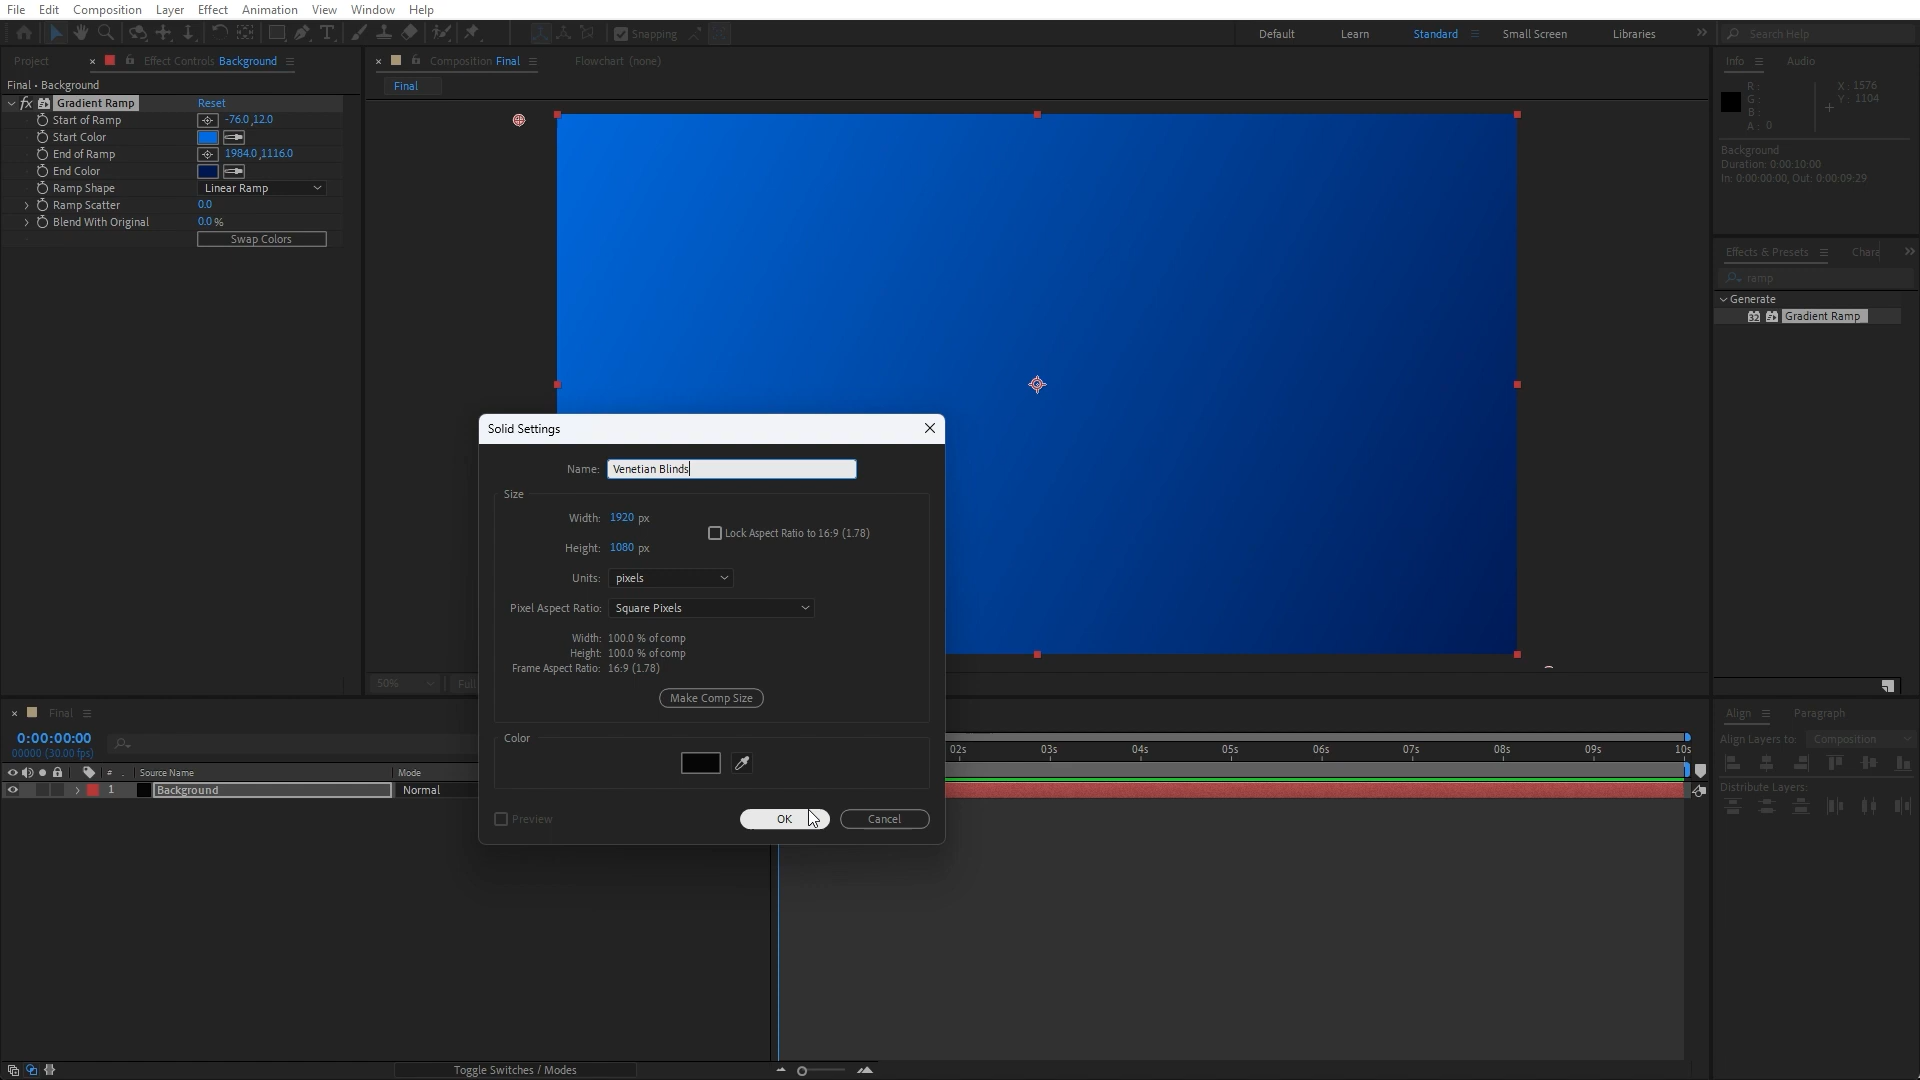 File Edit Composition Layer Effect Animation View Window Help
Snapping
Default Learn Standard Small Screen Libraries
Search Help
Project
Effect Controls Background
Composition Final
Flowchart (none)
Info Audio
Final • Background
Final
fx Gradient Ramp Reset
Start of Ramp -76.0,12.0
Start Color
End of Ramp 1984.0,1116.0
End Color
Ramp Shape Linear Ramp
Ramp Scatter 0.0
Blend With Original 0.0 %
Swap Colors
R:
G:
B:
A: 0
X: 1576
Y: 1104
Background
Duration: 0:00:10:00
In: 0:00:00:00, Out: 0:00:09:29
Effects & Presets
ramp
Generate
32 Gradient Ramp
Solid Settings
Name: Venetian Blinds
Size
Width: 1920 px
Lock Aspect Ratio to 16:9 (1.78)
Height: 1080 px
Units: pixels
Pixel Aspect Ratio: Square Pixels
Width: 100.0 % of comp
Height: 100.0 % of comp
Frame Aspect Ratio: 16:9 (1.78)
Make Comp Size
Color
Preview OK Cancel
50% Full
Final
0:00:00:00
00000 (30.00 fps)
# Source Name Mode
1 Background Normal
02s 03s 04s 05s 06s 07s 08s 09s 10s
Toggle Switches / Modes
Align Paragraph
Align Layers to: Composition
Distribute Layers: